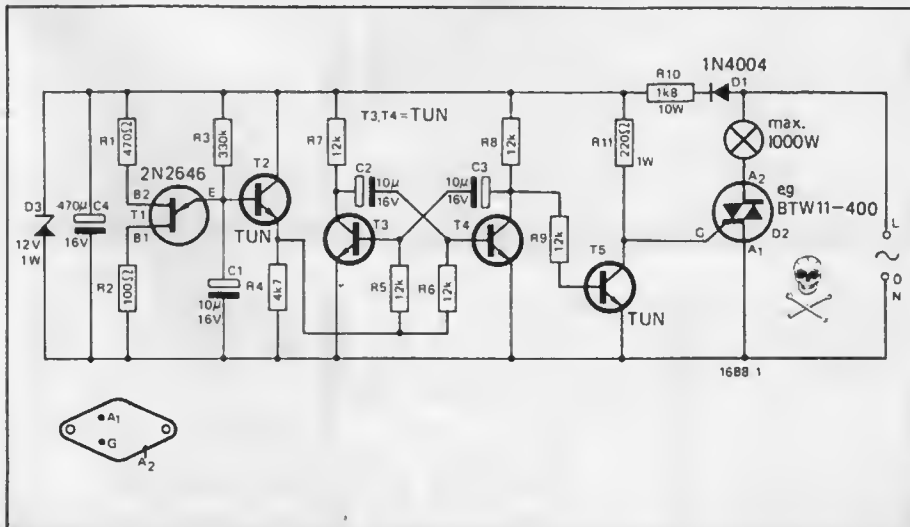 1N4004
R10
1k8
10W
D1
R1
470Ω
R3
330k
R7
12k
T3,T4 = TUN
R8
12k
R11
220Ω
1W
max.
1000W
2N2646
B2
T1
B1
E
T2
TUN
C2
10μ
16V
C3
10μ
16V
A2
eg
BTW11-400
D2
G
A1
L
O
N
D3
12V
1W
470μ
C4
16V
R2
100Ω
C1
10μ
16V
R4
4k7
T3
T4
R5
12k
R6
12k
R9
12k
T5
TUN
1688 1
A1
G
A2